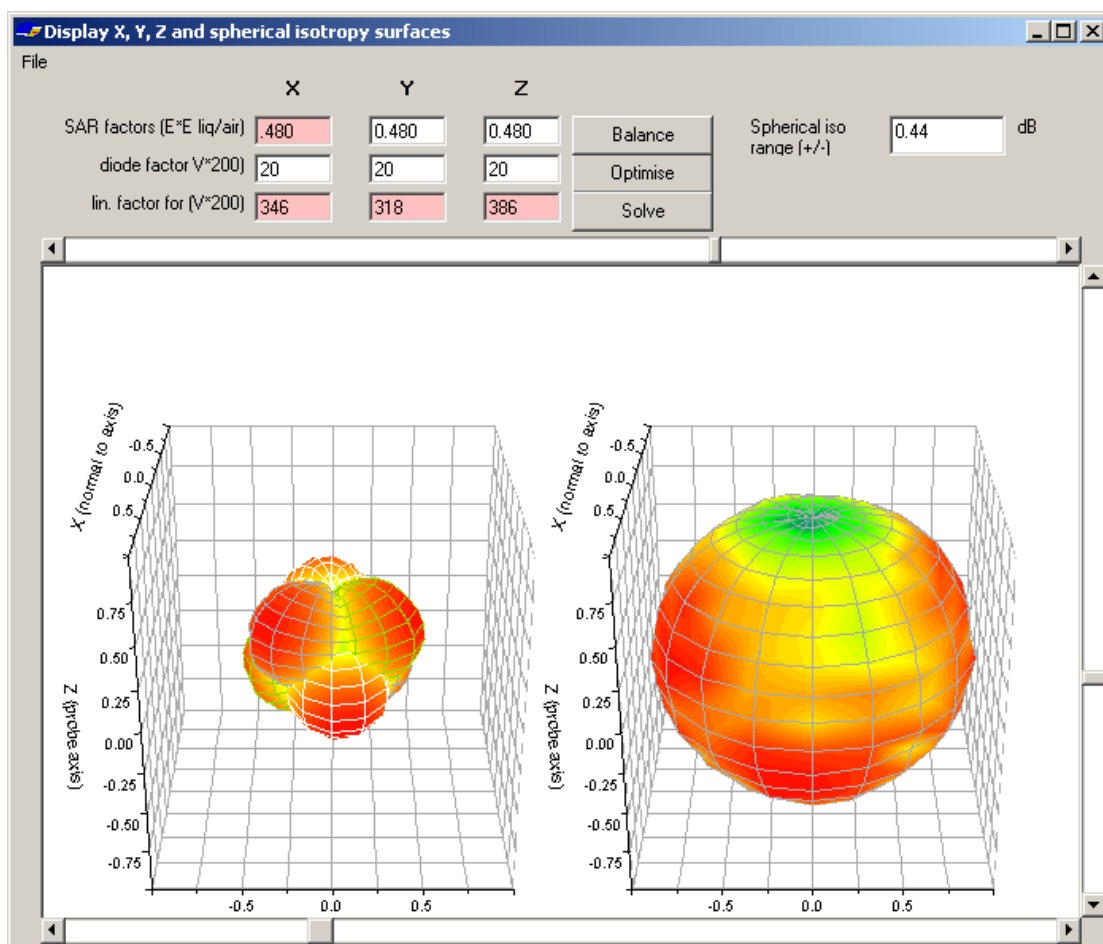 Display X, Y, Z and spherical isotropy surfaces
File
X Y Z
SAR factors (E*E liq/air) .480 0.480 0.480 Balance Spherical iso range (+/-) 0.44 dB
diode factor V*200) 20 20 20 Optimise
lin. factor for (V*200) 346 318 386 Solve
X (normal to axis)
-0.5
0.0
0.5
0.75
0.50
0.25
0.00
-0.25
-0.50
-0.75
Z (probe axis)
-0.5 0.0 0.5
X (normal to axis)
-0.5
0.0
0.5
0.75
0.50
0.25
0.00
-0.25
-0.50
-0.75
Z (probe axis)
-0.5 0.0 0.5